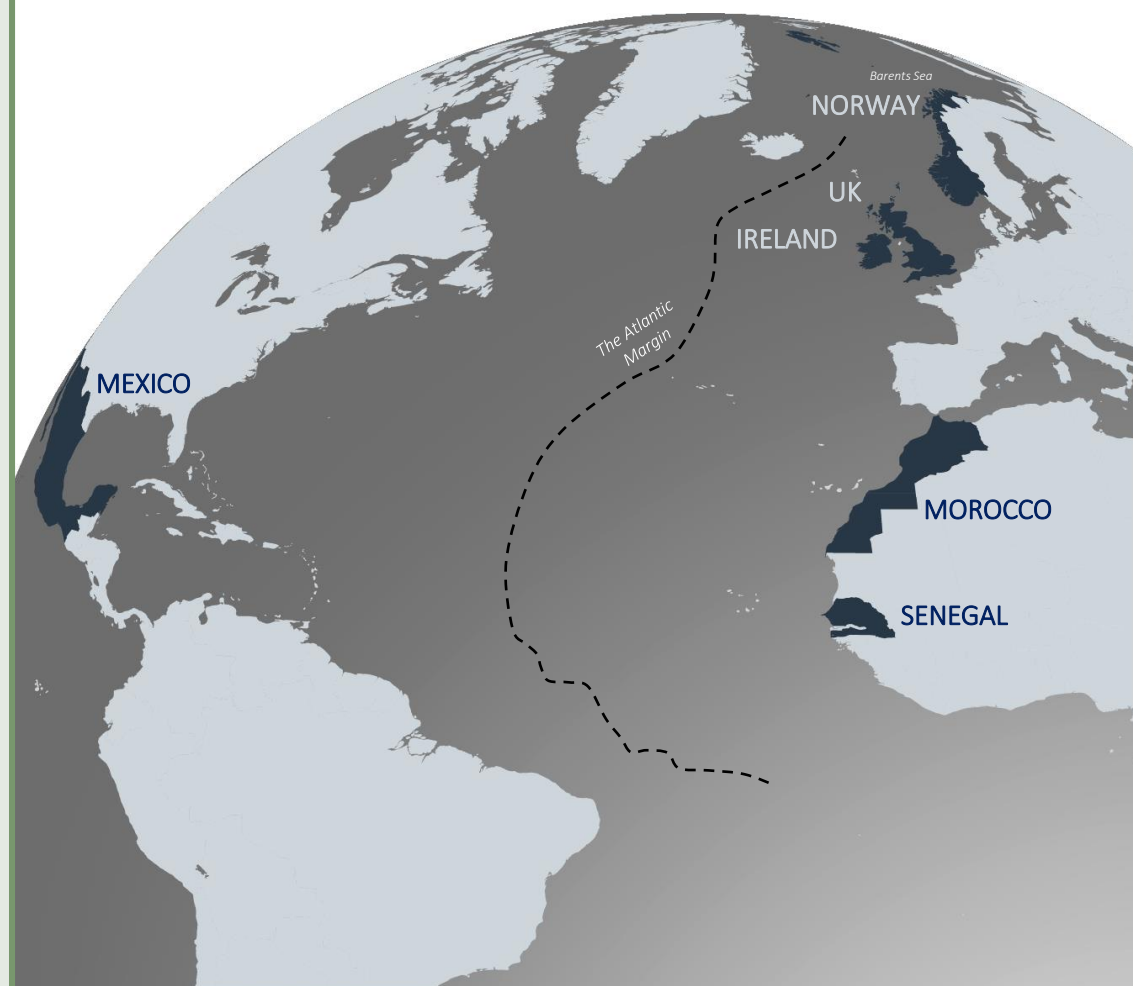 Barents Sea
NORWAY
UK
IRELAND
The Atlantic
Margin
MEXICO
MOROCCO
SENEGAL